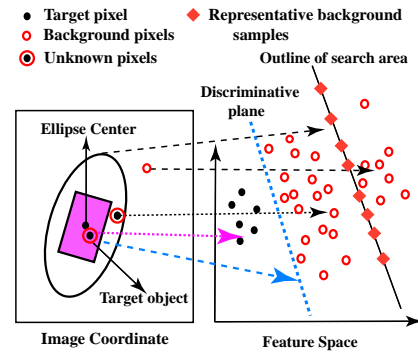 Target pixel
Background pixels
Unknown pixels
Representative background
samples
Outline of search area
Discriminative
plane
Ellipse Center
Target object
Image Coordinate
Feature Space